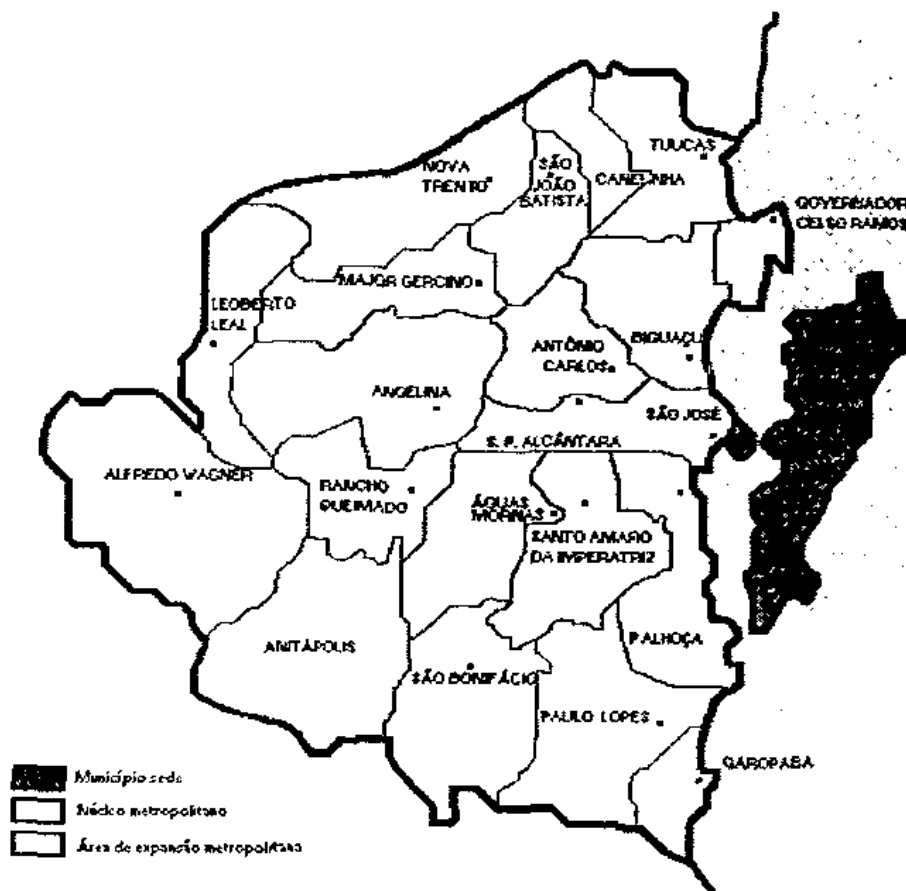 TIJUCAS
NOVA
TRENTO
SÃO
JOÃO
BATISTA
CANELINHA
GOVERNADOR
CELSO RAMOS
MAJOR GERCINO
LEOBERTO
LEAL
ANTÔNIO
CARLOS
BIGUAÇU
ANGELINA
SÃO JOSÉ
S. P. ALCÂNTARA
ALFREDO WAGNER
RANCHO
QUEIMADO
ÁGUAS
MORNAS
SANTO AMARO
DA IMPERATRIZ
ANITÁPOLIS
PALHOÇA
SÃO BONIFÁCIO
PAULO LOPES
GAROPABA
Município sede
Núcleo metropolitano
Área de expansão metropolitana